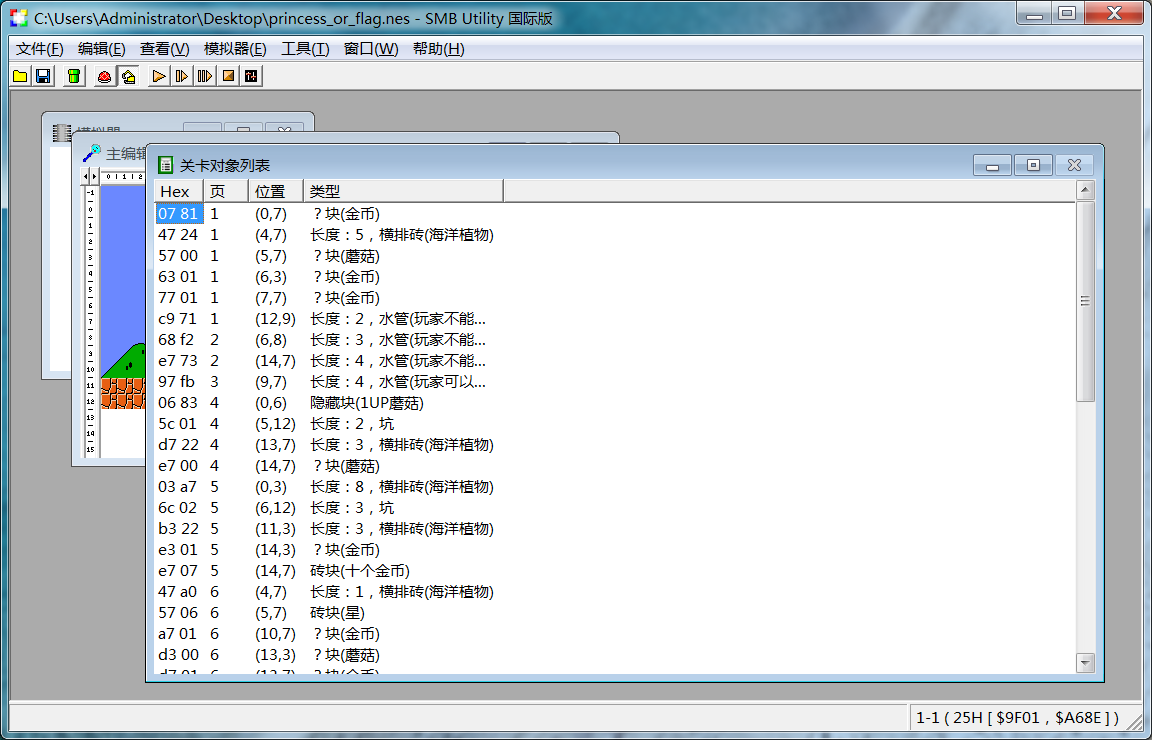 C:\Users\Administrator\Desktop\princess_or_flag.nes - SMB Utility 国际版
文件(F) 编辑(E) 查看(V) 模拟器(E) 工具(T) 窗口(W) 帮助(H)
模拟器
主编辑
关卡对象列表
Hex 页 位置 类型
07 81 1 (0,7) ？块(金币)
47 24 1 (4,7) 长度：5，横排砖(海洋植物)
57 00 1 (5,7) ？块(蘑菇)
63 01 1 (6,3) ？块(金币)
77 01 1 (7,7) ？块(金币)
c9 71 1 (12,9) 长度：2，水管(玩家不能...
68 f2 2 (6,8) 长度：3，水管(玩家不能...
e7 73 2 (14,7) 长度：4，水管(玩家不能...
97 fb 3 (9,7) 长度：4，水管(玩家可以...
06 83 4 (0,6) 隐藏块(1UP蘑菇)
5c 01 4 (5,12) 长度：2，坑
d7 22 4 (13,7) 长度：3，横排砖(海洋植物)
e7 00 4 (14,7) ？块(蘑菇)
03 a7 5 (0,3) 长度：8，横排砖(海洋植物)
6c 02 5 (6,12) 长度：3，坑
b3 22 5 (11,3) 长度：3，横排砖(海洋植物)
e3 01 5 (14,3) ？块(金币)
e7 07 5 (14,7) 砖块(十个金币)
47 a0 6 (4,7) 长度：1，横排砖(海洋植物)
57 06 6 (5,7) 砖块(星)
a7 01 6 (10,7) ？块(金币)
d3 00 6 (13,3) ？块(蘑菇)
d7 01 6 (13,7) ？块(金币)
1-1 ( 25H [ $9F01 , $A68E ] )